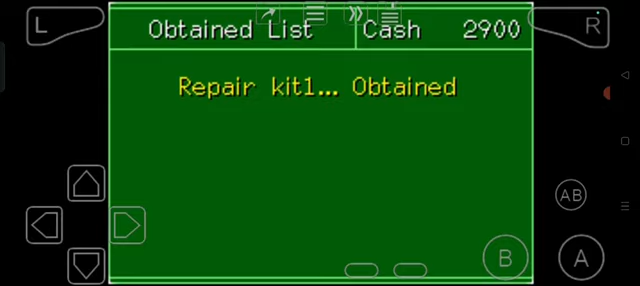 L
Obtained List
Cash 2900
R
Repair kit1... Obtained
AB
B
A